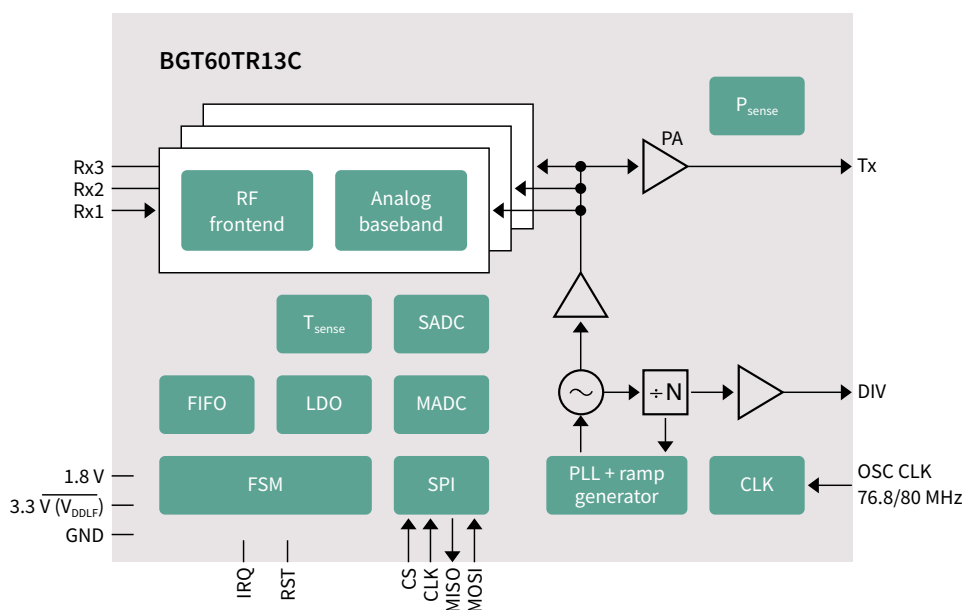 BGT60TR13C
Psense
PA
Rx3
Rx2
Rx1
RF
frontend
Analog
baseband
Tx
Tsense
SADC
FIFO
LDO
MADC
~
÷N
DIV
FSM
SPI
PLL + ramp
generator
CLK
1.8 V
3.3 V (VDDLF)
GND
OSC CLK
76.8/80 MHz
IRQ
RST
CS
CLK
MISO
MOSI